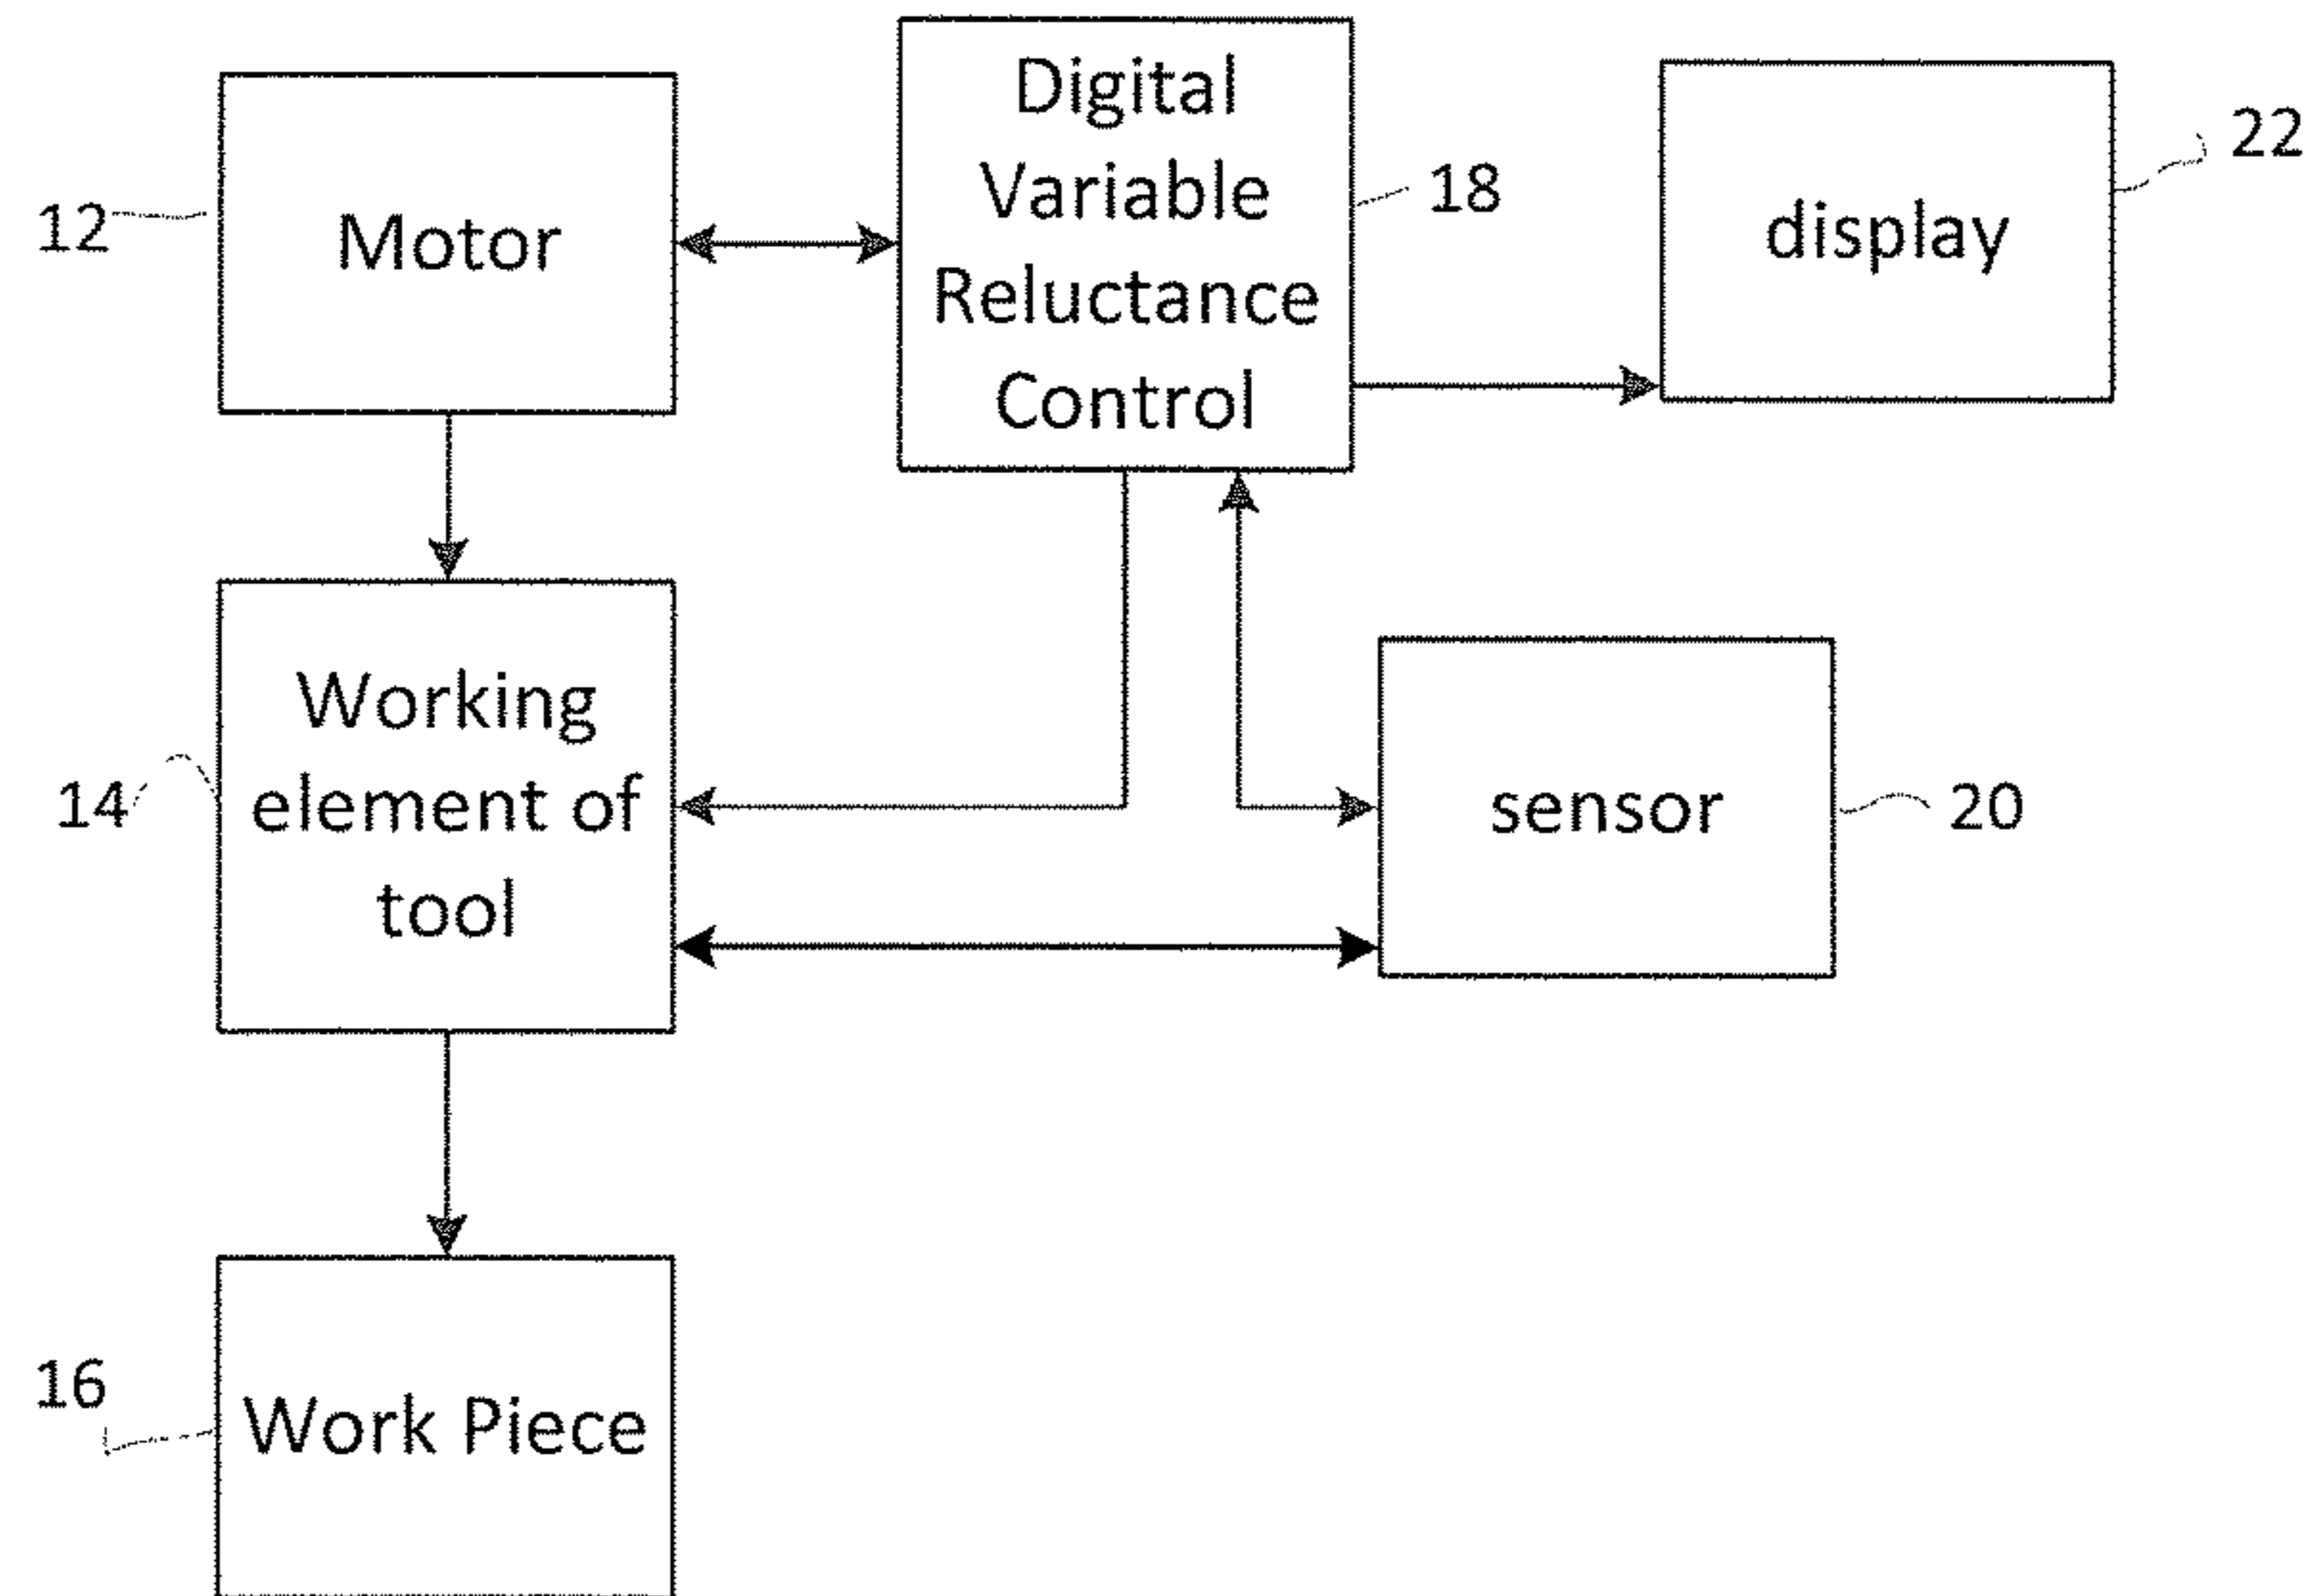 12
Motor
Digital
Variable
Reluctance
Control
18
display
22
14
Working
element of
tool
sensor
20
16
Work Piece